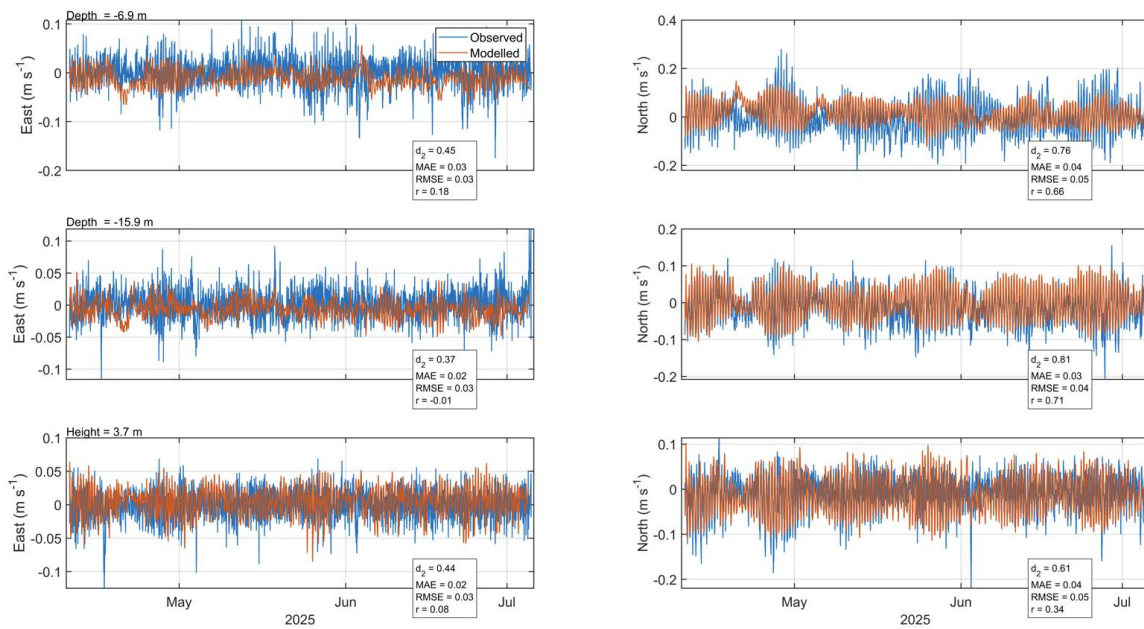 Depth = -6.9 m
0.1
0
-0.1
-0.2
East (m s-1)
Observed
Modelled
d2 = 0.45
MAE = 0.03
RMSE = 0.03
r = 0.18
0.4
0.2
0
-0.2
North (m s-1)
d2 = 0.76
MAE = 0.04
RMSE = 0.05
r = 0.66
Depth = -15.9 m
0.1
0.05
0
-0.05
-0.1
East (m s-1)
d2 = 0.37
MAE = 0.02
RMSE = 0.03
r = -0.01
0.2
0.1
0
-0.1
-0.2
North (m s-1)
d2 = 0.81
MAE = 0.03
RMSE = 0.04
r = 0.71
Height = 3.7 m
0.1
0.05
0
-0.05
-0.1
East (m s-1)
d2 = 0.44
MAE = 0.02
RMSE = 0.03
r = 0.08
May
Jun
Jul
2025
0.1
0
-0.1
-0.2
North (m s-1)
d2 = 0.61
MAE = 0.04
RMSE = 0.05
r = 0.34
May
Jun
Jul
2025